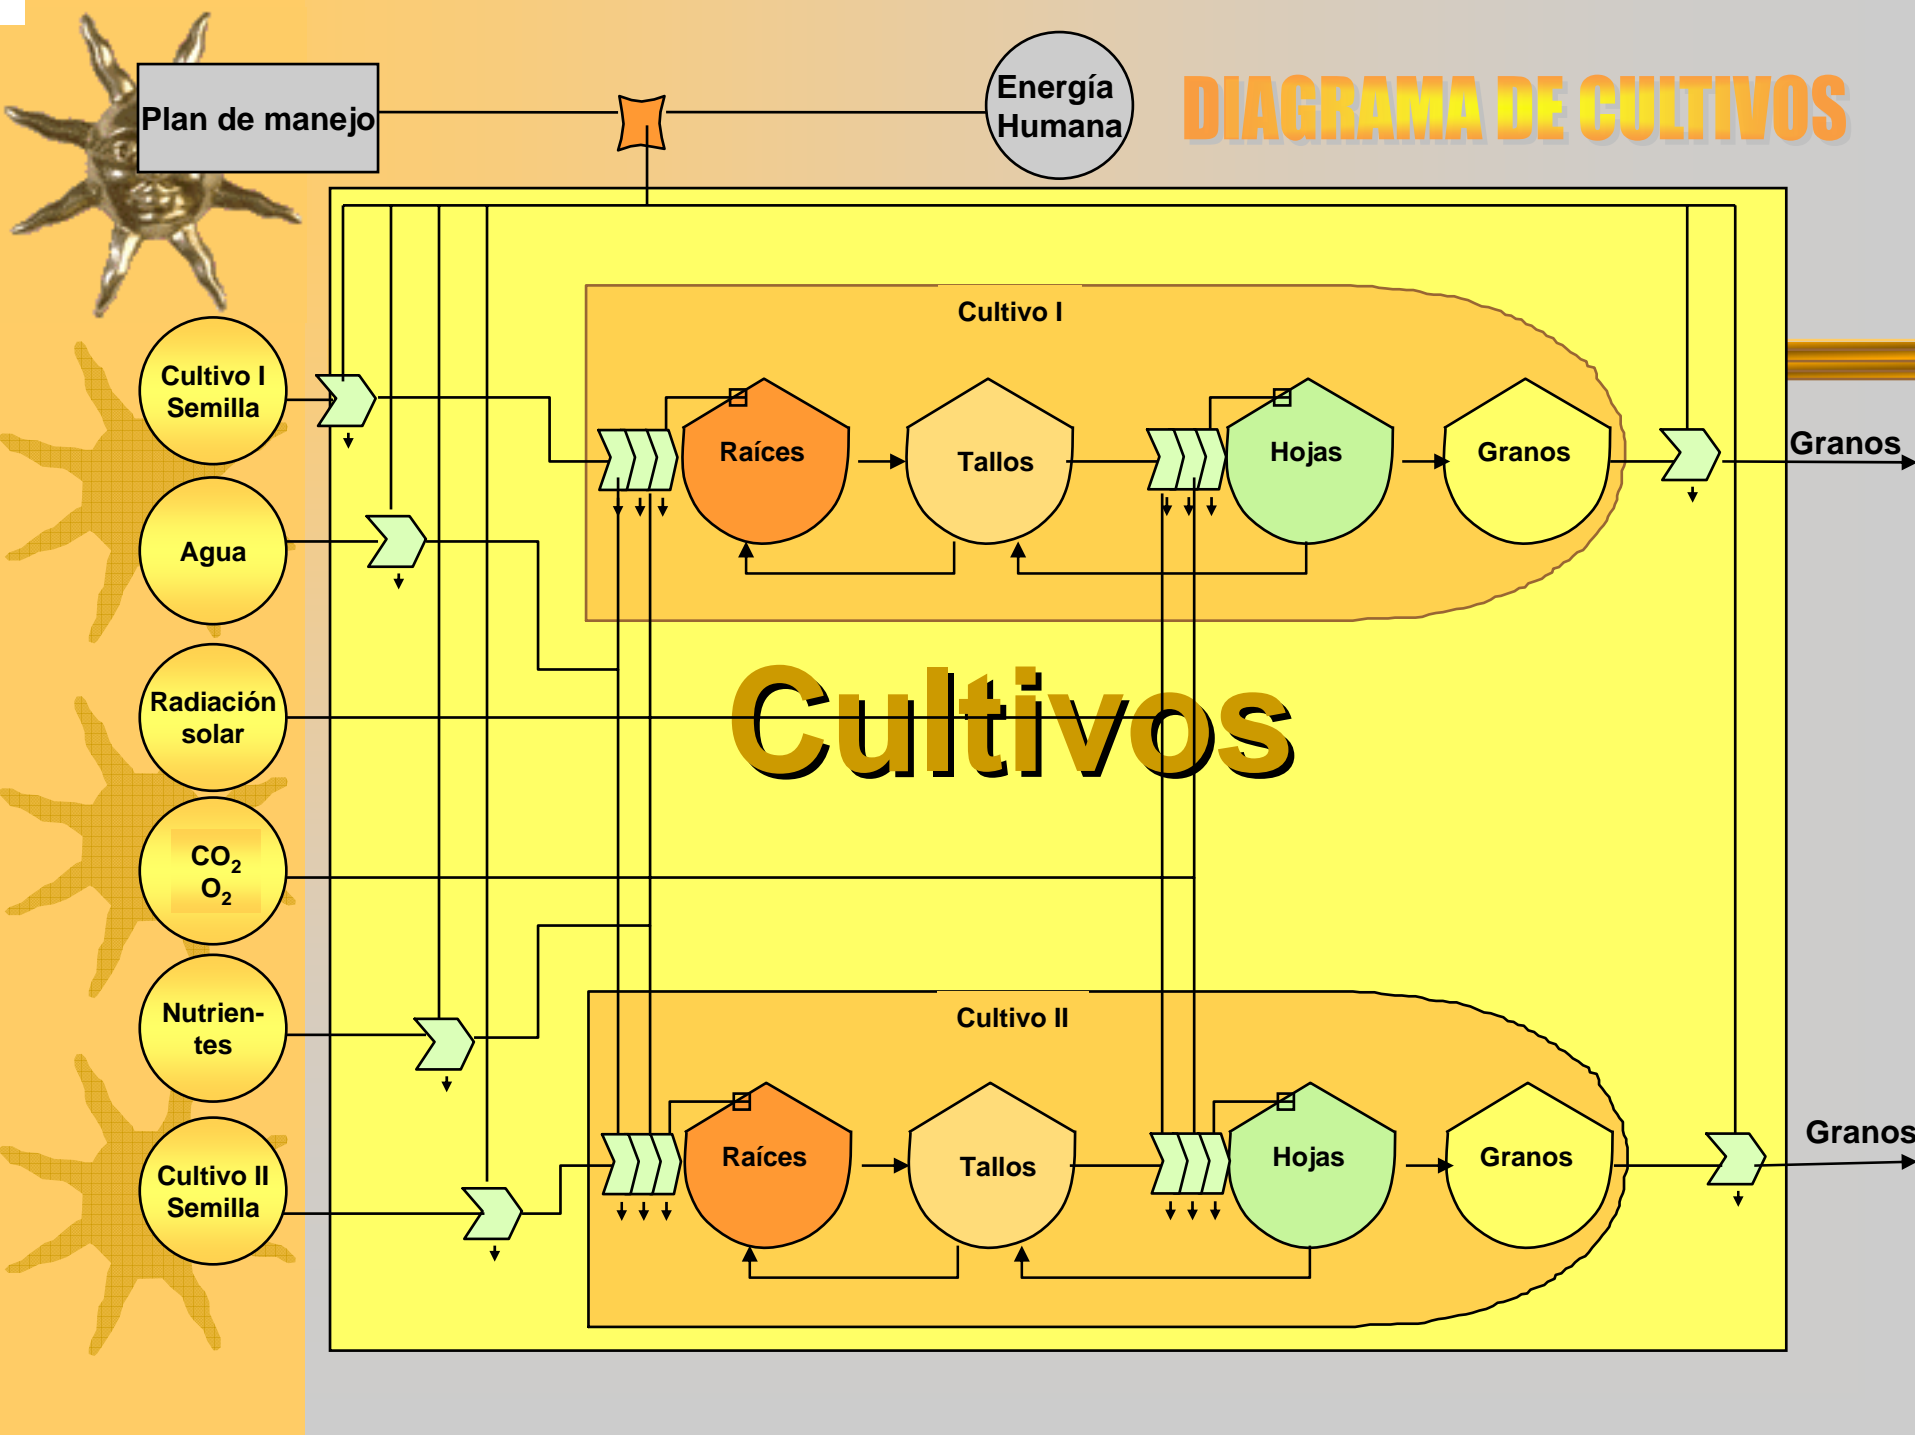 Plan de manejo
Energía
Humana
DIAGRAMA DE CULTIVOS
Cultivo I
Cultivo I
Semilla
Raíces
Tallos
Hojas
Granos
Granos
Agua
Radiación
solar
Cultivos
CO₂
O₂
Nutrien-
tes
Cultivo II
Cultivo II
Semilla
Raíces
Tallos
Hojas
Granos
Granos